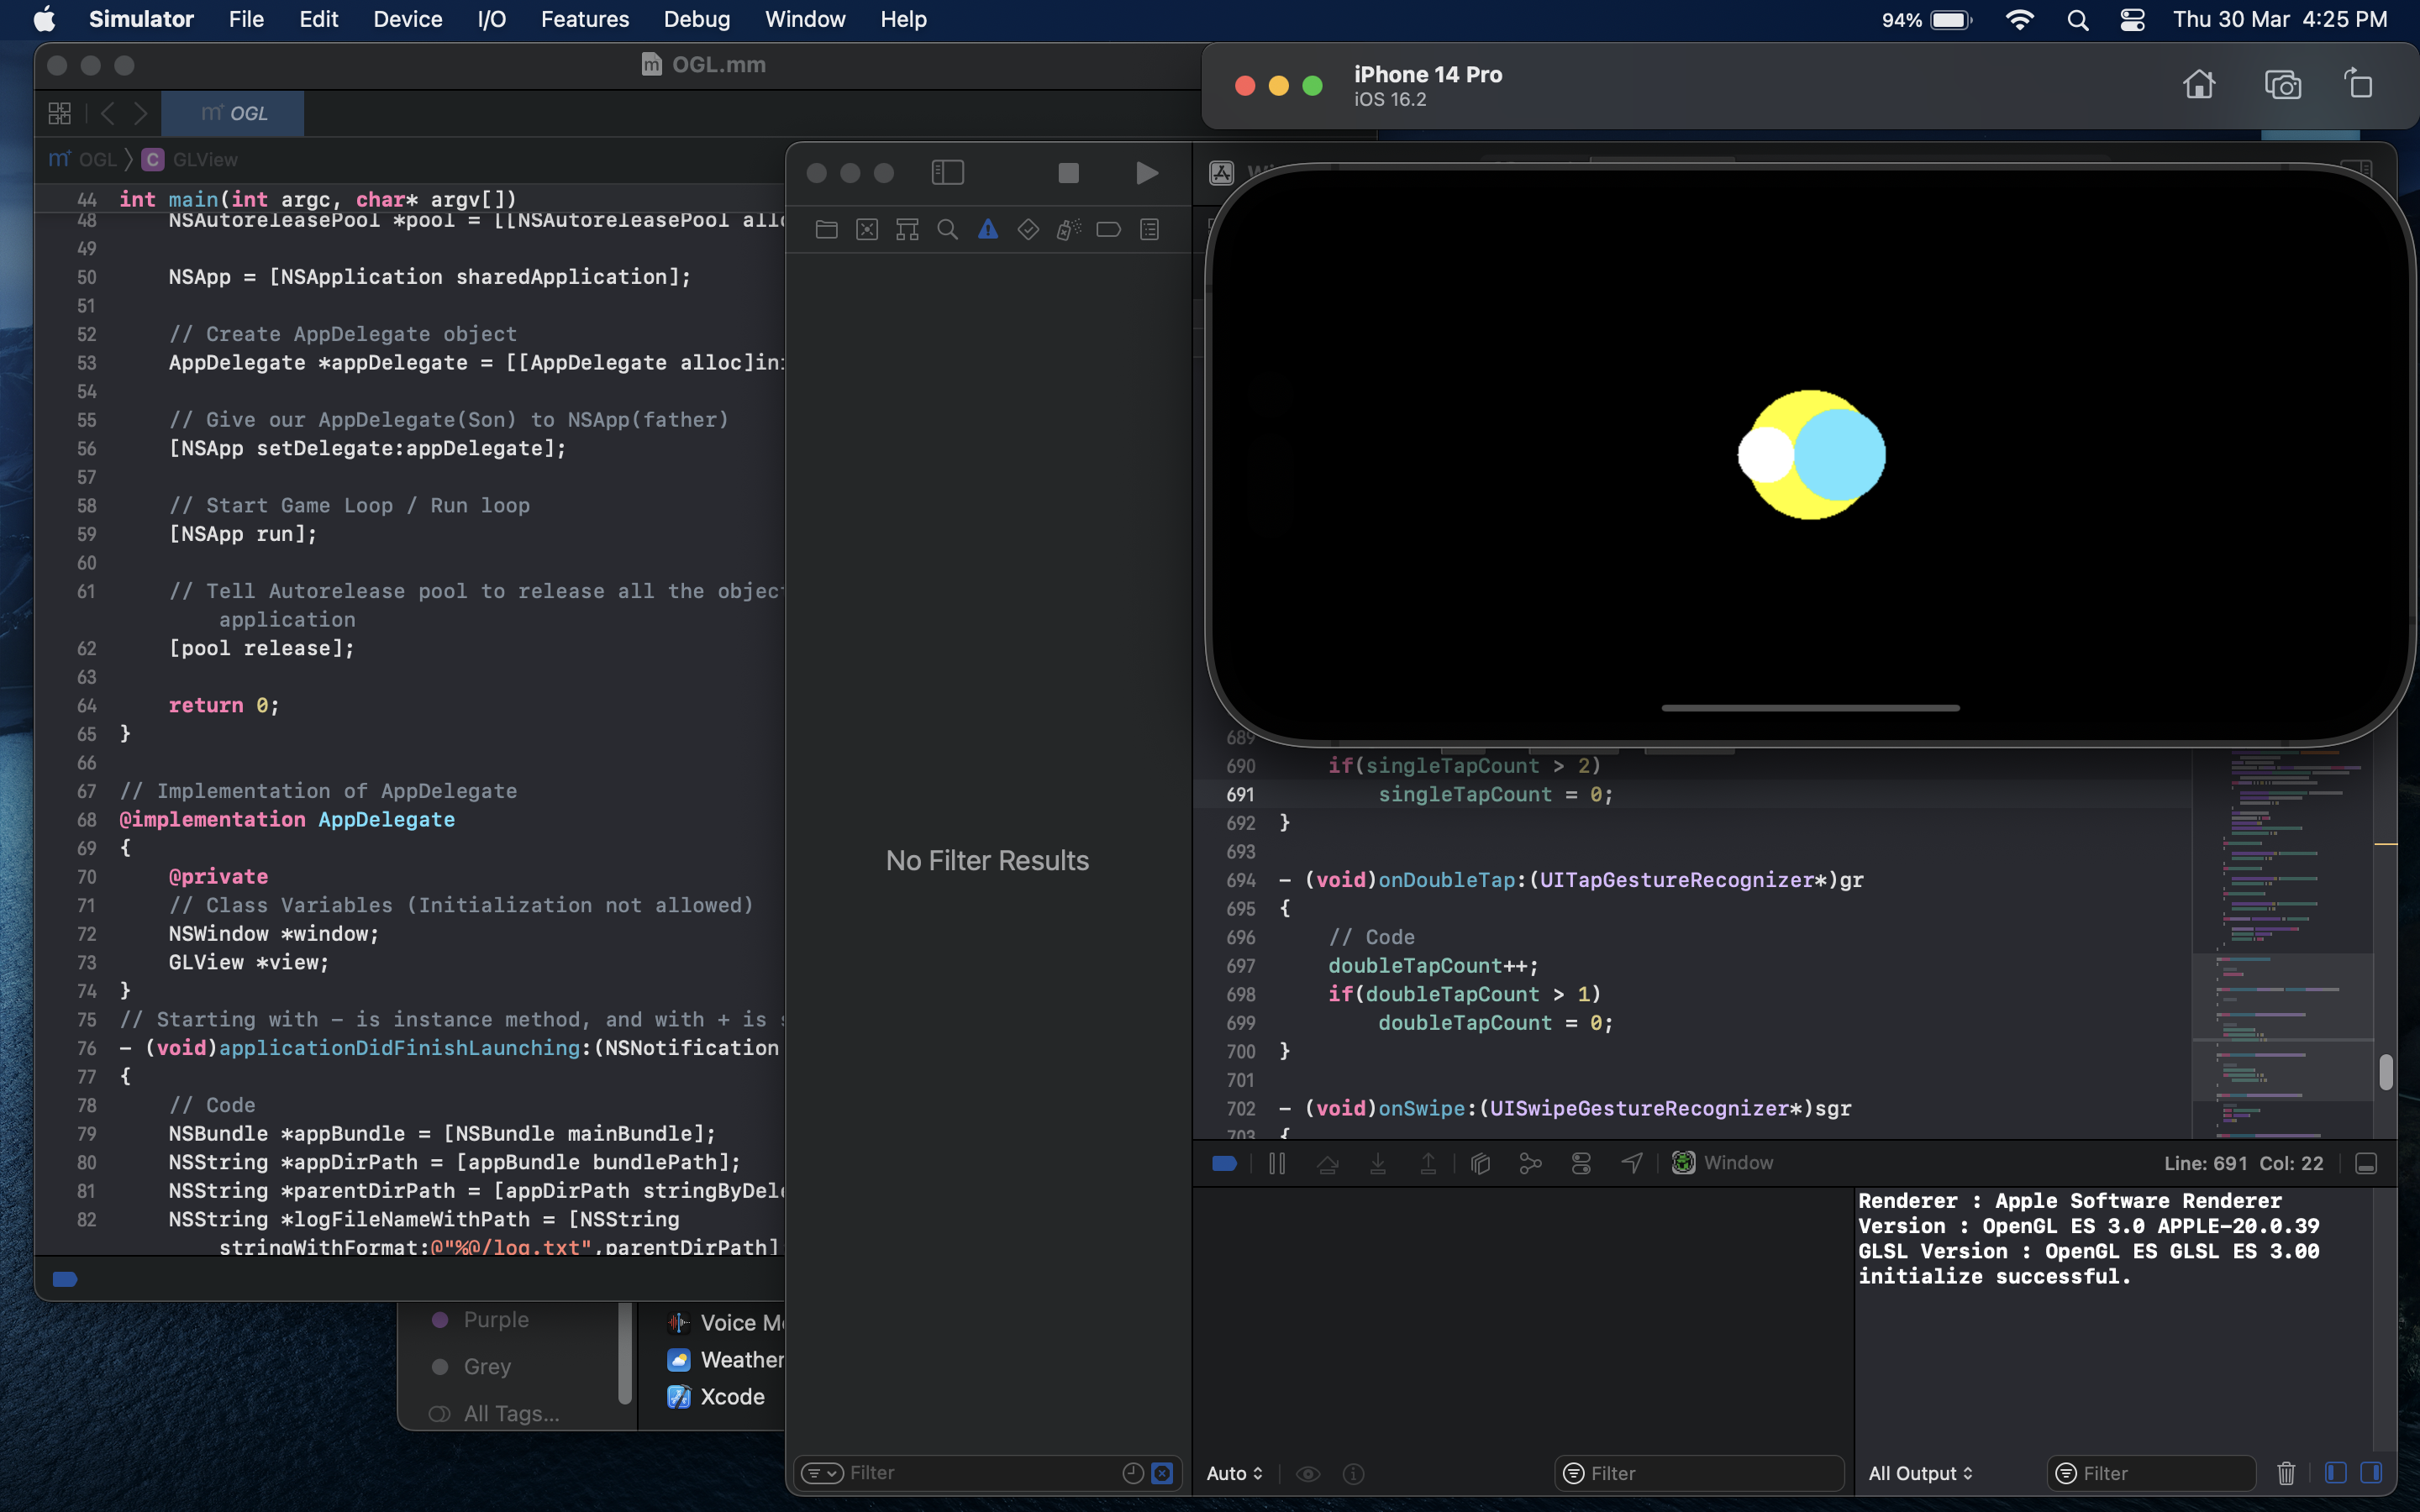 Simulator File Edit Device I/O Features Debug Window Help 94% Thu 30 Mar 4:25 PM
OGL.mm
OGL
OGL GLView
44 int main(int argc, char* argv[])
48 NSAutoreleasePool *pool = [[NSAutoreleasePool
49
50 NSApp = [NSApplication sharedApplication];
51
52 // Create AppDelegate object
53 AppDelegate *appDelegate = [[AppDelegate alloc]
54
55 // Give our AppDelegate(Son) to NSApp(father)
56 [NSApp setDelegate:appDelegate];
57
58 // Start Game Loop / Run loop
59 [NSApp run];
60
61 // Tell Autorelease pool to release all the
application
62 [pool release];
63
64 return 0;
65 }
66
67 // Implementation of AppDelegate
68 @implementation AppDelegate
69 {
70 @private
71 // Class Variables (Initialization not allowed)
72 NSWindow *window;
73 GLView *view;
74 }
75 // Starting with - is instance method, and with + is
76 - (void)applicationDidFinishLaunching:(NSNotification
77 {
78 // Code
79 NSBundle *appBundle = [NSBundle mainBundle];
80 NSString *appDirPath = [appBundle bundlePath];
81 NSString *parentDirPath = [appDirPath
82 NSString *logFileNameWithPath = [NSString
stringWithFormat:@"%@/log.txt",parentDirPath]
Purple
Grey
All Tags...
Voice
Weather
Xcode
No Filter Results
Filter
iPhone 14 Pro
iOS 16.2
689
690 if(singleTapCount > 2)
691 singleTapCount = 0;
692 }
693
694 - (void)onDoubleTap:(UITapGestureRecognizer*)gr
695 {
696 // Code
697 doubleTapCount++;
698 if(doubleTapCount > 1)
699 doubleTapCount = 0;
700 }
701
702 - (void)onSwipe:(UISwipeGestureRecognizer*)sgr
703 {
Window Line: 691 Col: 22
Renderer : Apple Software Renderer
Version : OpenGL ES 3.0 APPLE-20.0.39
GLSL Version : OpenGL ES GLSL ES 3.00
initialize successful.
Auto Filter All Output Filter